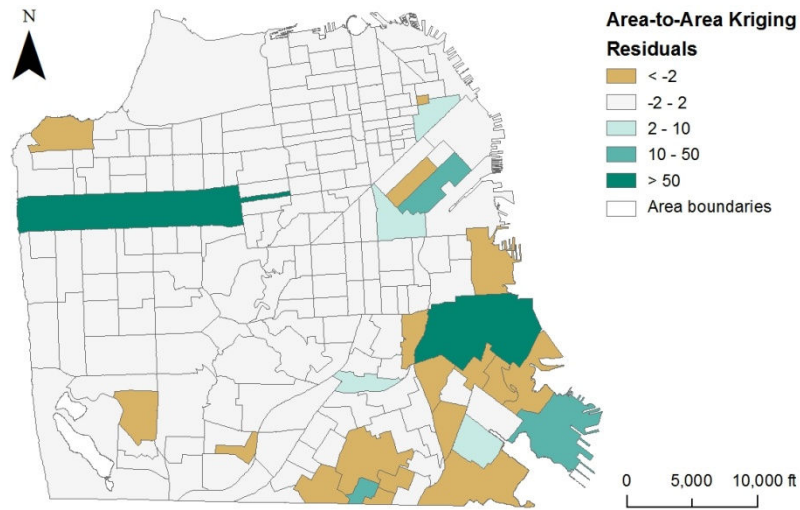 N
Area-to-Area Kriging
Residuals
< -2
-2 - 2
2 - 10
10 - 50
> 50
Area boundaries
0 5,000 10,000 ft